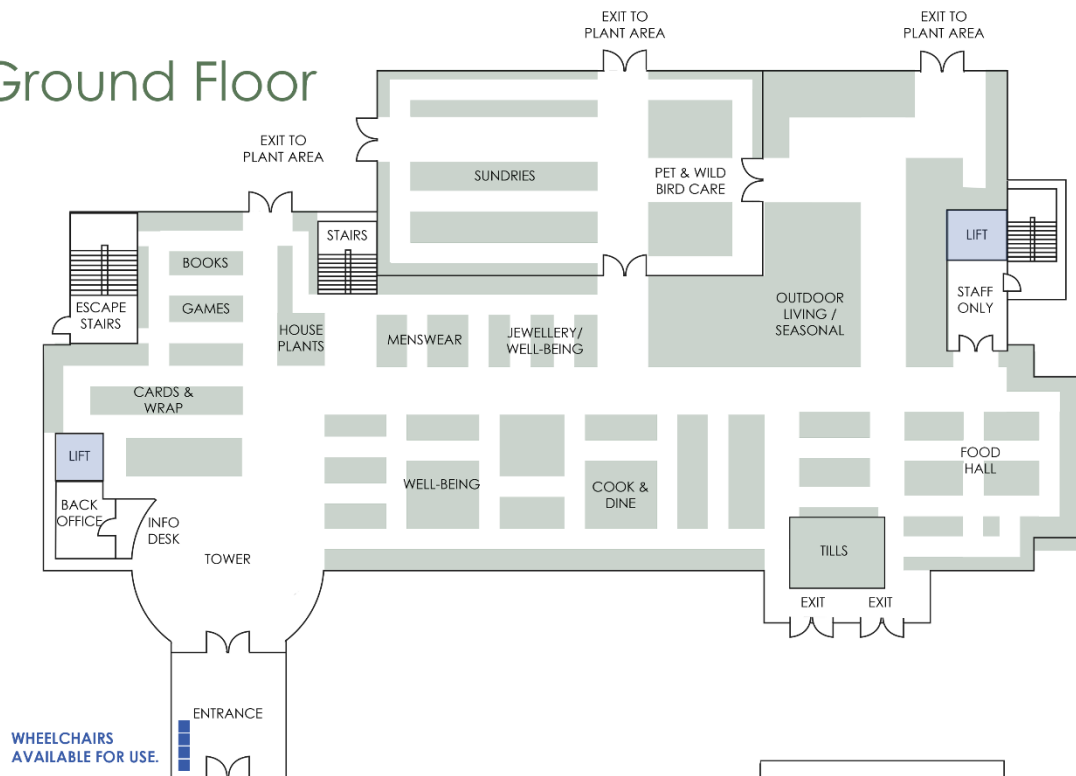 Ground Floor
EXIT TO
PLANT AREA
EXIT TO
PLANT AREA
EXIT TO
PLANT AREA
SUNDRIES
PET & WILD
BIRD CARE
STAIRS
LIFT
BOOKS
GAMES
ESCAPE
STAIRS
HOUSE
PLANTS
MENSWEAR
JEWELLERY/
WELL-BEING
OUTDOOR
LIVING /
SEASONAL
STAFF
ONLY
CARDS &
WRAP
LIFT
WELL-BEING
COOK &
DINE
FOOD
HALL
BACK
OFFICE
INFO
DESK
TOWER
TILLS
EXIT
EXIT
ENTRANCE
WHEELCHAIRS
AVAILABLE FOR USE.